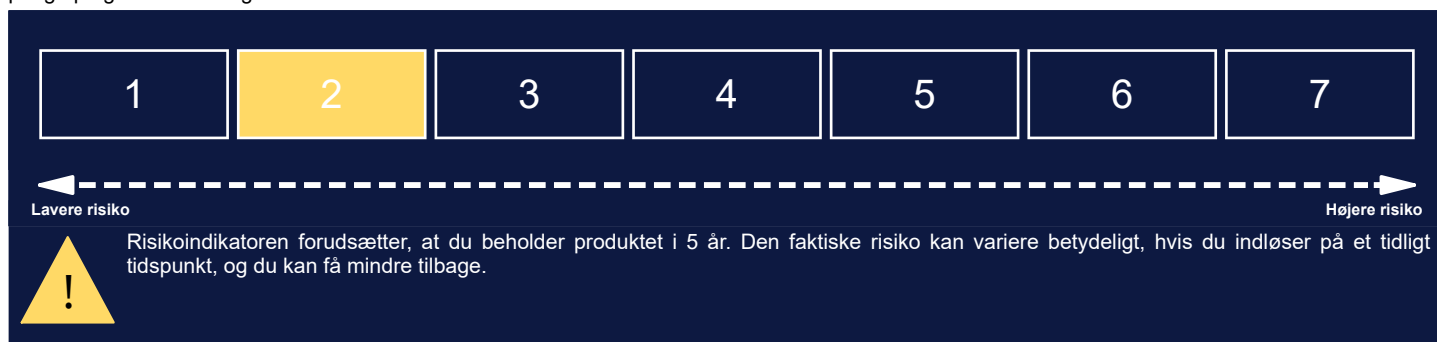 1 2 3 4 5 6 7
Lavere risiko Højere risiko
Risikoindikatoren forudsætter, at du beholder produktet i 5 år. Den faktiske risiko kan variere betydeligt, hvis du indløser på et tidligt
tidspunkt, og du kan få mindre tilbage.
!